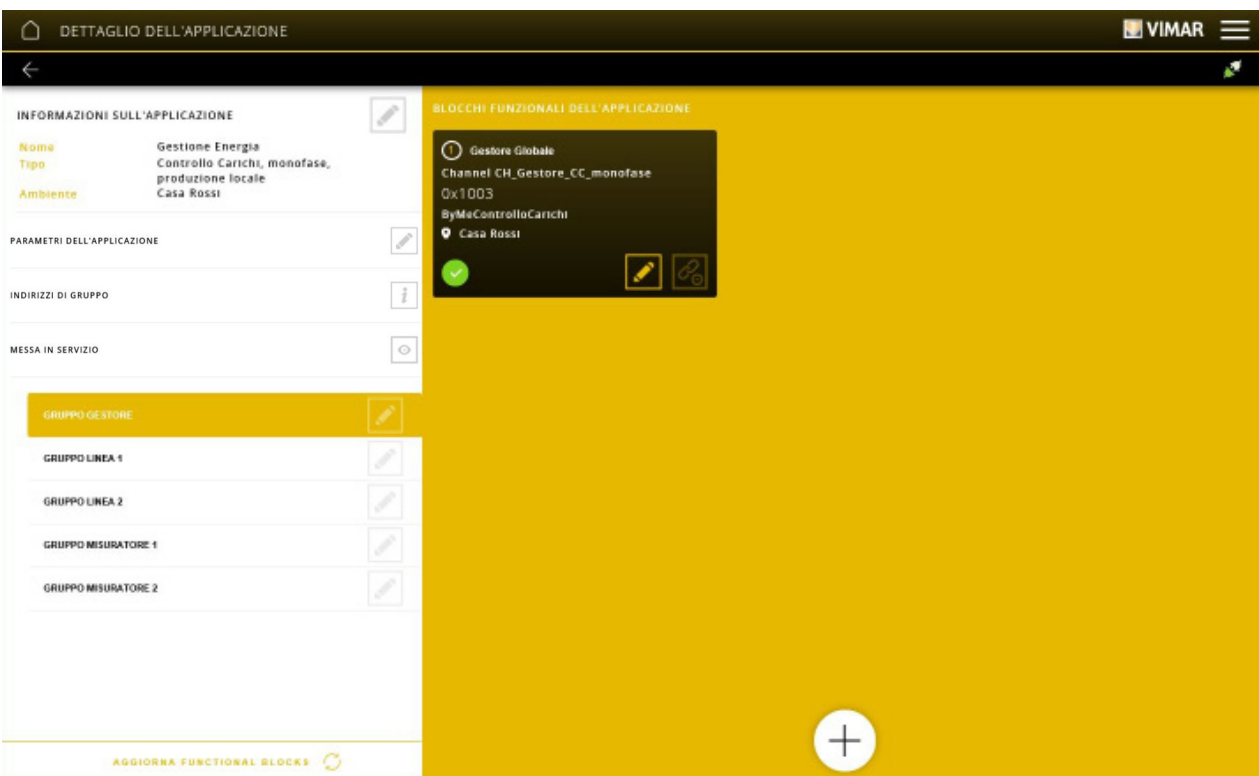 DETTAGLIO DELL'APPLICAZIONE
VIMAR
INFORMAZIONI SULL'APPLICAZIONE
Nome Gestione Energia
Tipo Controllo Carichi, monofase,
produzione locale
Ambiente Casa Rossi
PARAMETRI DELL'APPLICAZIONE
INDIRIZZI DI GRUPPO
i
MESSA IN SERVIZIO
GRUPPO GESTORE
GRUPPO LINEA 1
GRUPPO LINEA 2
GRUPPO MISURATORE 1
GRUPPO MISURATORE 2
AGGIORNA FUNCTIONAL BLOCKS
BLOCCHI FUNZIONALI DELL'APPLICAZIONE
1 Gestore Globale
Channel CH_Gestore_CC_monofase
0x1003
ByMeControlloCarichi
Casa Rossi